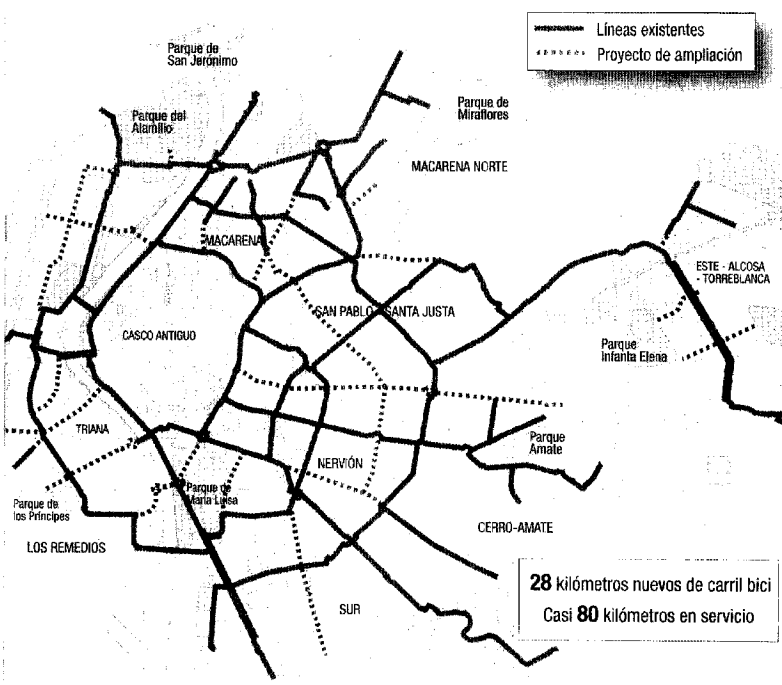 Líneas existentes
Proyecto de ampliación
Parque de
San Jerónimo
Parque del
Alamillo
Parque de
Miraflores
MACARENA NORTE
MACARENA
ESTE - ALCOSA
- TORREBLANCA
SAN PABLO - SANTA JUSTA
CASCO ANTIGUO
Parque
Infanta Elena
TRIANA
Parque
Amate
NERVIÓN
Parque de
María Luisa
Parque de
los Príncipes
CERRO-AMATE
LOS REMEDIOS
SUR
28 kilómetros nuevos de carril bici
Casi 80 kilómetros en servicio